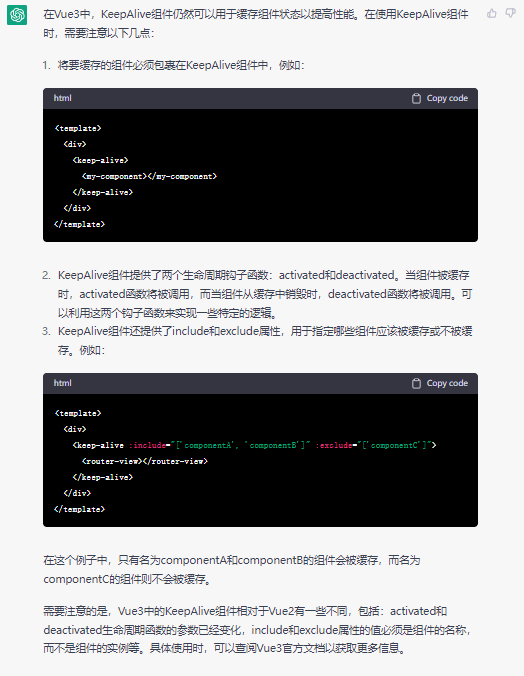 在Vue3中，KeepAlive组件仍然可以用于缓存组件状态以提高性能。在使用KeepAlive组件
时，需要注意以下几点：
1. 将要缓存的组件必须包裹在KeepAlive组件中，例如：
html Copy code
<template>
<div>
<keep-alive>
<my-component></my-component>
</keep-alive>
</div>
</template>
2. KeepAlive组件提供了两个生命周期钩子函数：activated和deactivated。当组件被缓存
时，activated函数将被调用，而当组件从缓存中销毁时，deactivated函数将被调用。可
以利用这两个钩子函数来实现一些特定的逻辑。
3. KeepAlive组件还提供了include和exclude属性，用于指定哪些组件应该被缓存或不被缓
存。例如：
html Copy code
<template>
<div>
<keep-alive :include="['componentA', 'componentB']" :exclude="['componentC']">
<router-view></router-view>
</keep-alive>
</div>
</template>
在这个例子中，只有名为componentA和componentB的组件会被缓存，而名为
componentC的组件则不会被缓存。
需要注意的是，Vue3中的KeepAlive组件相对于Vue2有一些不同，包括：activated和
deactivated生命周期函数的参数已经变化，include和exclude属性的值必须是组件的名称，
而不是组件的实例等。具体使用时，可以查阅Vue3官方文档以获取更多信息。